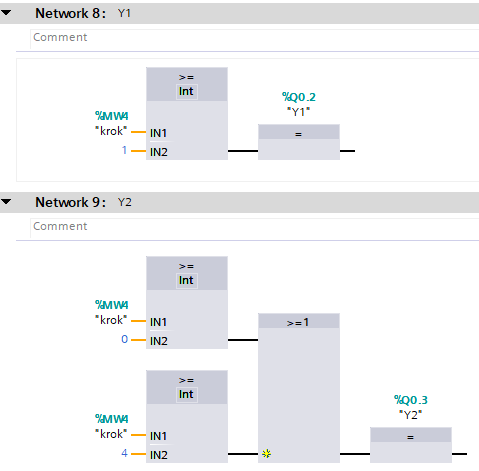 Network 8: Y1
Comment
>=
Int
%Q0.2
"Y1"
%MW4
"krok" IN1
=
1 IN2
Network 9: Y2
Comment
>=
Int
%MW4
"krok" IN1
>=1
0 IN2
>=
Int
%Q0.3
"Y2"
%MW4
"krok" IN1
=
4 IN2